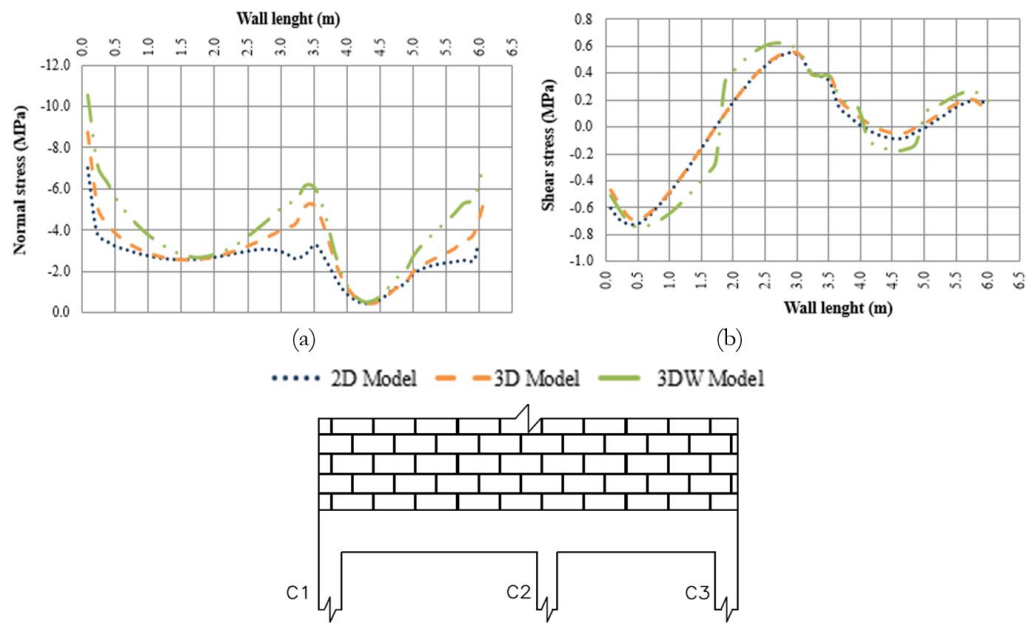 Wall lenght (m)
0.0 0.5 1.0 1.5 2.0 2.5 3.0 3.5 4.0 4.5 5.0 5.5 6.0 6.5
Normal stress (MPa)
-12.0
-10.0
-8.0
-6.0
-4.0
-2.0
0.0
(a)
Shear stress (MPa)
0.8
0.6
0.4
0.2
0.0
-0.2
-0.4
-0.6
-0.8
-1.0
0.0 0.5 1.0 1.5 2.0 2.5 3.0 3.5 4.0 4.5 5.0 5.5 6.0 6.5
Wall lenght (m)
(b)
2D Model 3D Model 3DW Model
C1 C2 C3